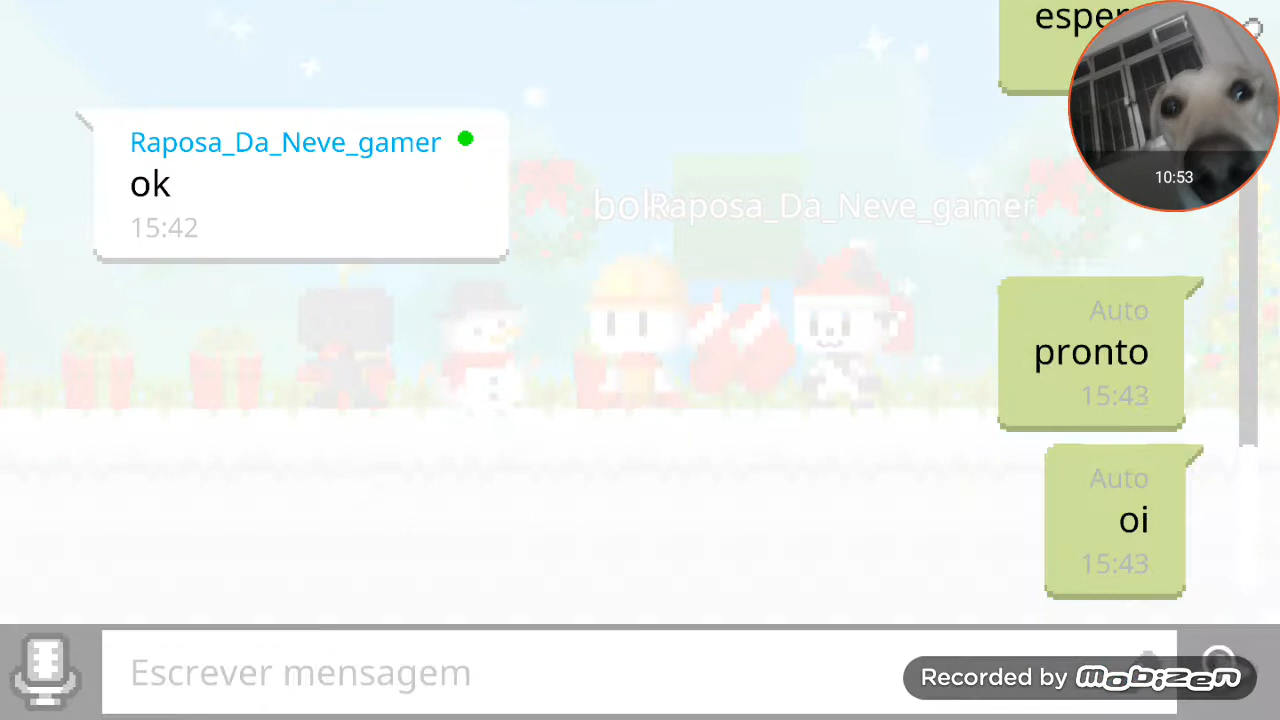 esper
10:53
Raposa_Da_Neve_gamer
ok
15:42
Raposa_Da_Neve_gamer
Auto
pronto
15:43
Auto
oi
15:43
Escrever mensagem
Recorded by mobizen